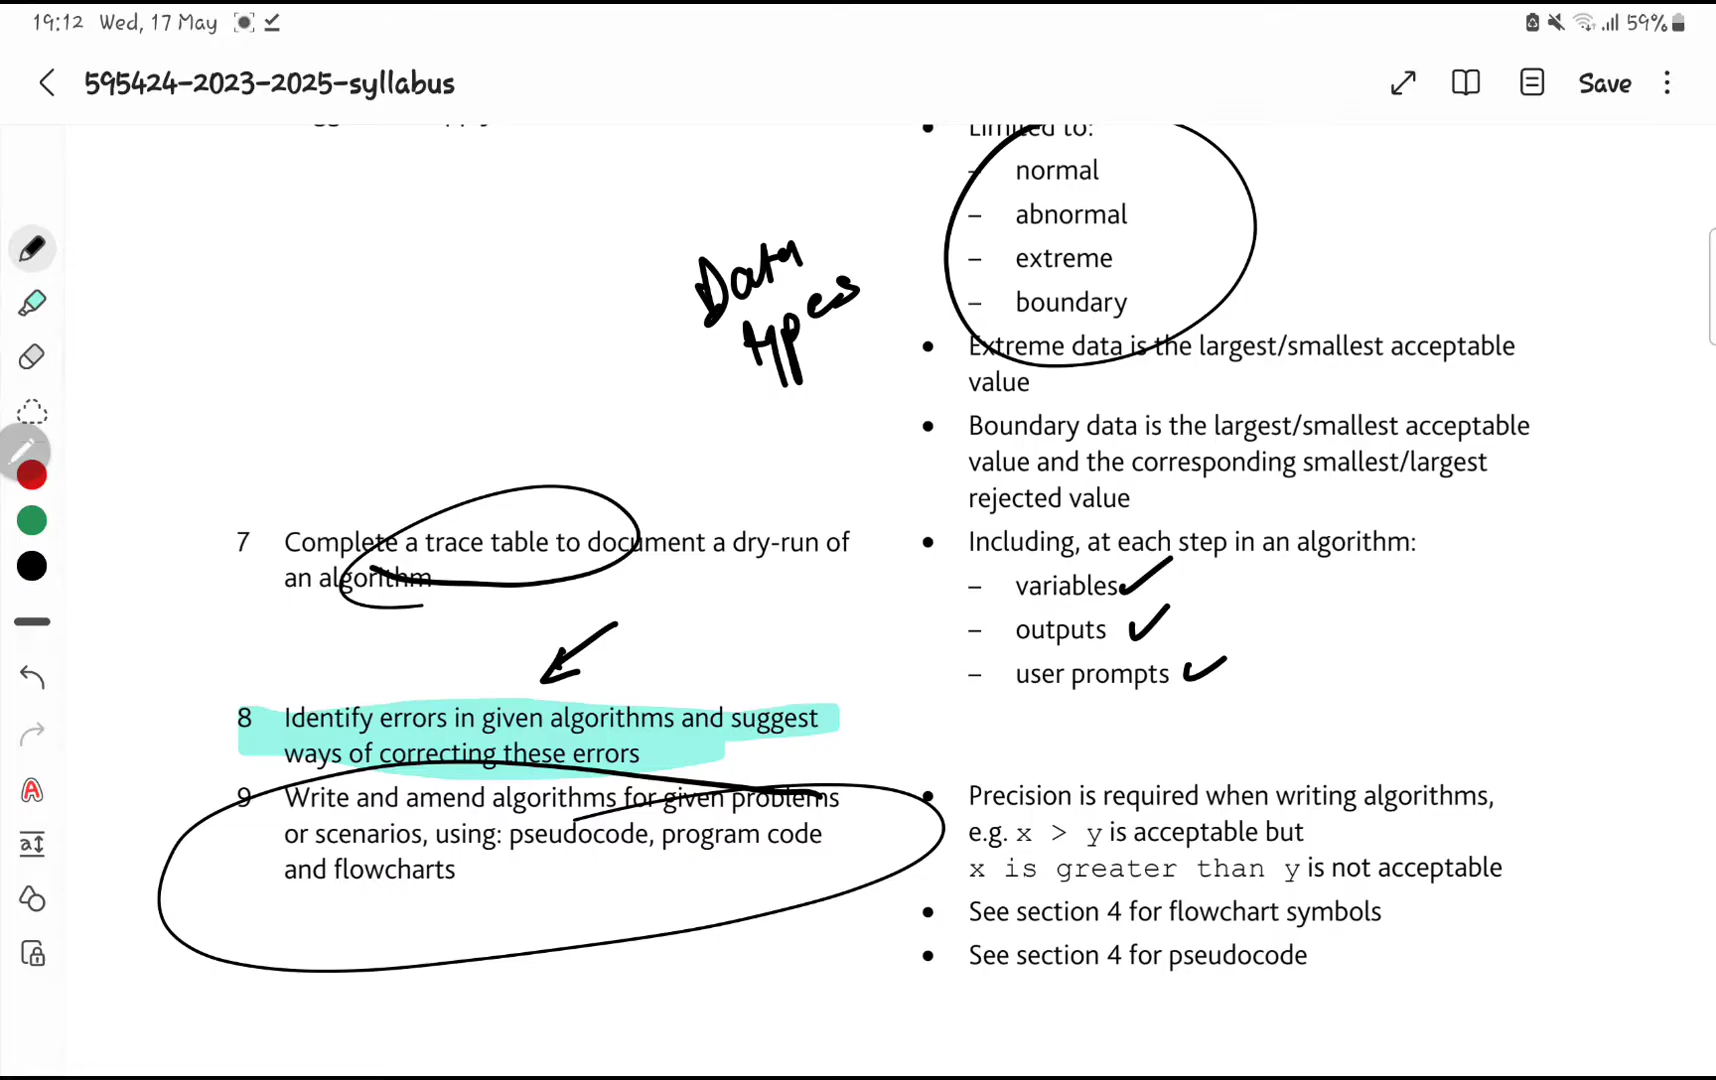 19:12 Wed, 17 May
59%
595424-2023-2025-syllabus
Save
Limited to:
– normal
– abnormal
– extreme
– boundary
Data
types
• Extreme data is the largest/smallest acceptable
value
• Boundary data is the largest/smallest acceptable
value and the corresponding smallest/largest
rejected value
7 Complete a trace table to document a dry-run of
an algorithm
• Including, at each step in an algorithm:
– variables
– outputs
– user prompts
8 Identify errors in given algorithms and suggest
ways of correcting these errors
9 Write and amend algorithms for given problems
or scenarios, using: pseudocode, program code
and flowcharts
• Precision is required when writing algorithms,
e.g. x > y is acceptable but
x is greater than y is not acceptable
• See section 4 for flowchart symbols
• See section 4 for pseudocode